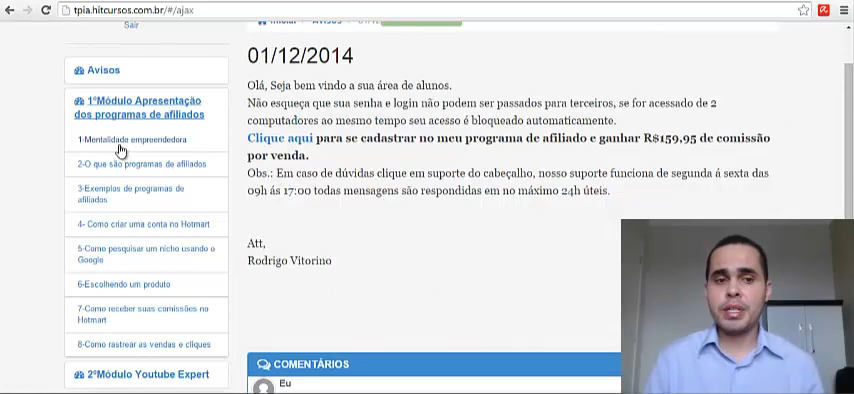 tpia.hitcursos.com.br/#/ajax
Sair
Avisos
1ºMódulo Apresentação
dos programas de afiliados
1-Mentalidade empreendedora
2-O que são programas de afiliados
3-Exemplos de programas de
afiliados
4- Como criar uma conta no Hotmart
5-Como pesquisar um nicho usando o
Google
6-Escolhendo um produto
7-Como receber suas comissões no
Hotmart
8-Como rastrear as vendas e cliques
2ºMódulo Youtube Expert
01/12/2014
Olá, Seja bem vindo a sua área de alunos.
Não esqueça que sua senha e login não podem ser passados para terceiros, se for acessado de 2
computadores ao mesmo tempo seu acesso é bloqueado automaticamente.
Clique aqui para se cadastrar no meu programa de afiliado e ganhar R$159,95 de comissão
por venda.
Obs.: Em caso de dúvidas clique em suporte do cabeçalho, nosso suporte funciona de segunda á sexta das
09h ás 17:00 todas mensagens são respondidas em no máximo 24h úteis.
Att,
Rodrigo Vitorino
COMENTÁRIOS
Eu